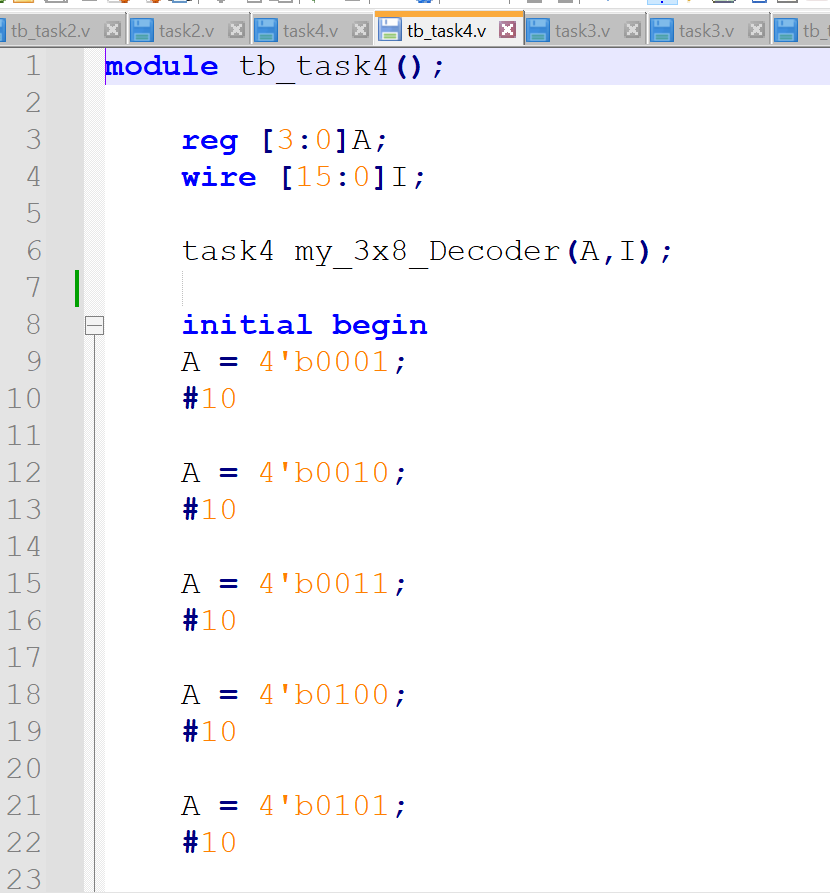 tb_task2.v task2.v task4.v tb_task4.v task3.v task3.v
1 module tb_task4();
2
3 reg [3:0]A;
4 wire [15:0]I;
5
6 task4 my_3x8_Decoder(A,I);
7
8 initial begin
9 A = 4'b0001;
10 #10
11
12 A = 4'b0010;
13 #10
14
15 A = 4'b0011;
16 #10
17
18 A = 4'b0100;
19 #10
20
21 A = 4'b0101;
22 #10
23